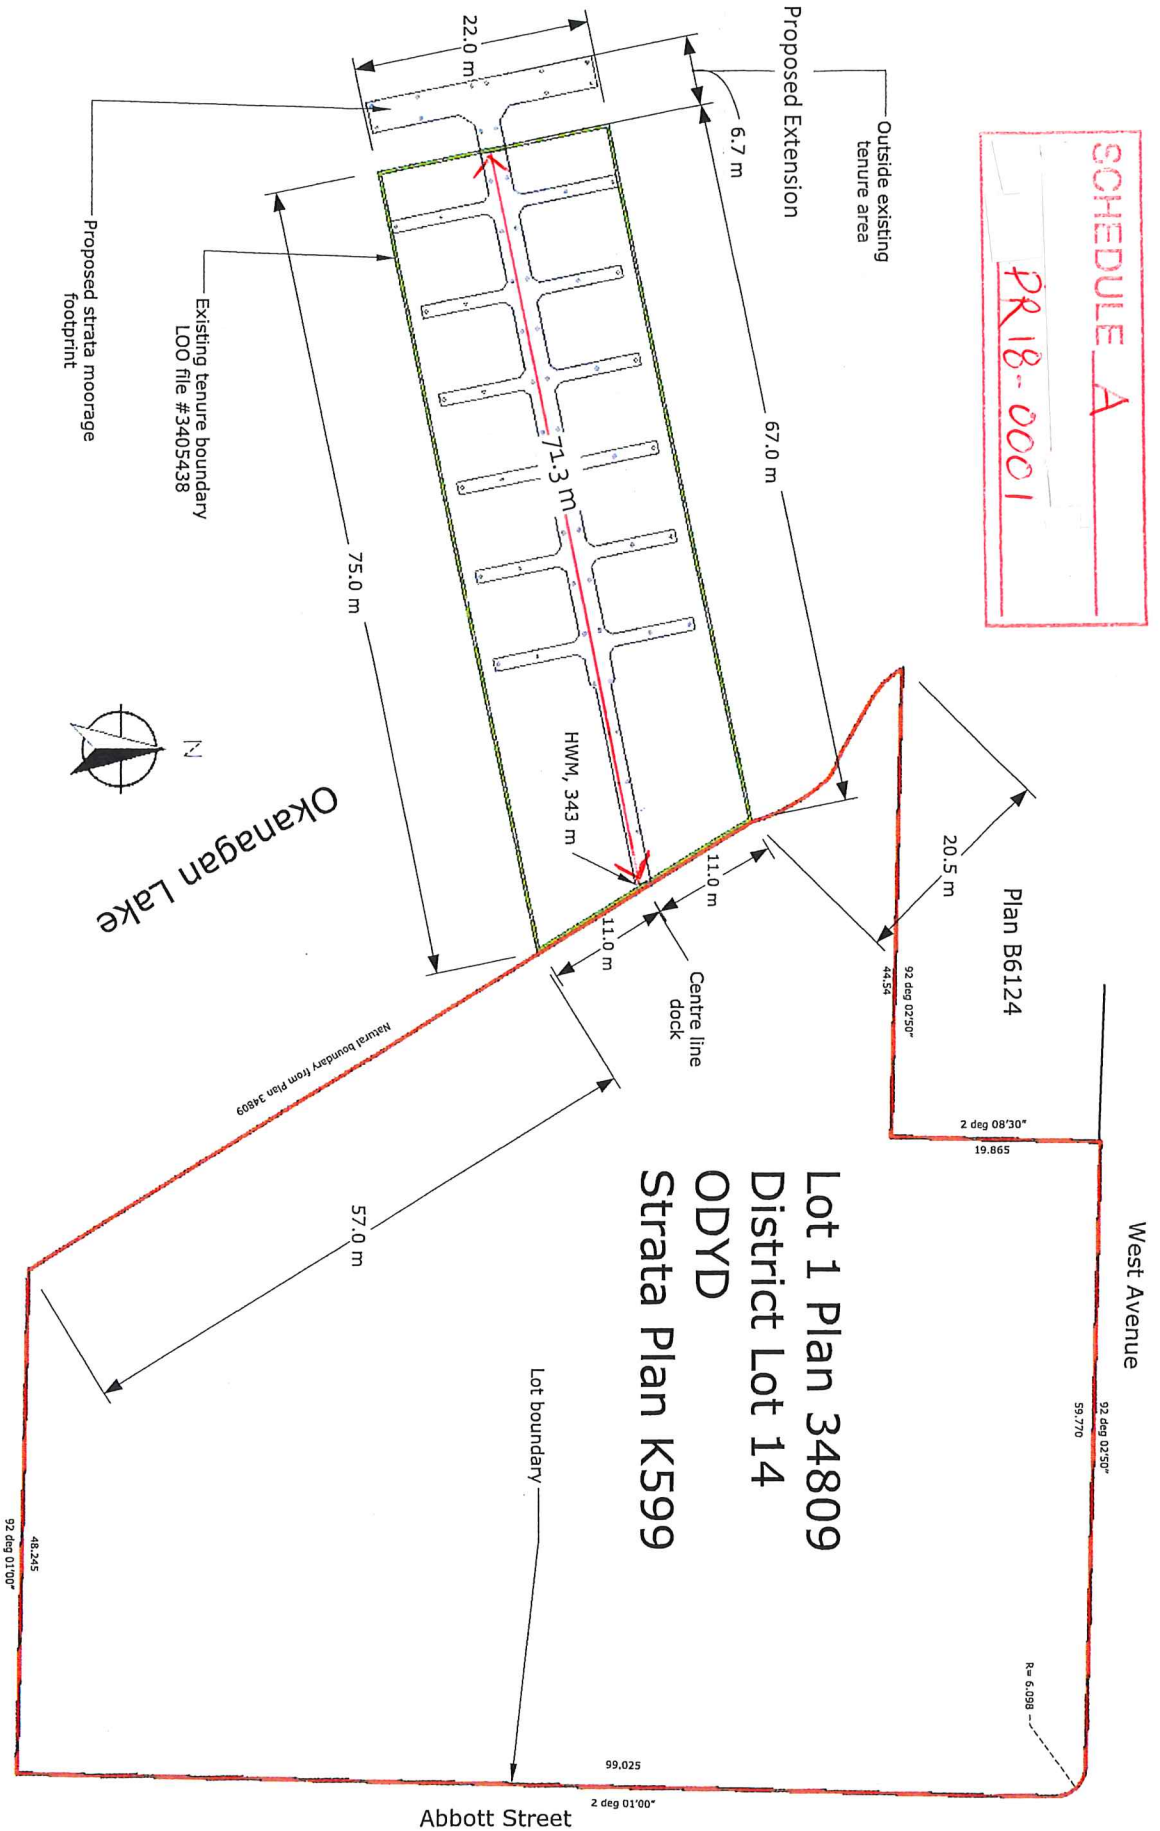 SCHEDULE A
PR 18-0001
West Avenue
92 deg 02'50"
59.770
R= 6.098
Plan B6124
2 deg 08'30"
19.865
92 deg 02'50"
44.54
20.5 m
Outside existing
tenure area
Proposed Extension
6.7 m
22.0 m
67.0 m
71.3 m
75.0 m
HWM, 343 m
11.0 m
11.0 m
Centre line
dock
Lot 1 Plan 34809
District Lot 14
ODYD
Strata Plan K599
Lot boundary
99.025
2 deg 01'00"
Abbott Street
57.0 m
Natural boundary from Plan 34809
48.245
92 deg 01'00"
Existing tenure boundary
LOO file #3405438
Proposed strata moorage
footprint
N
Okanagan Lake